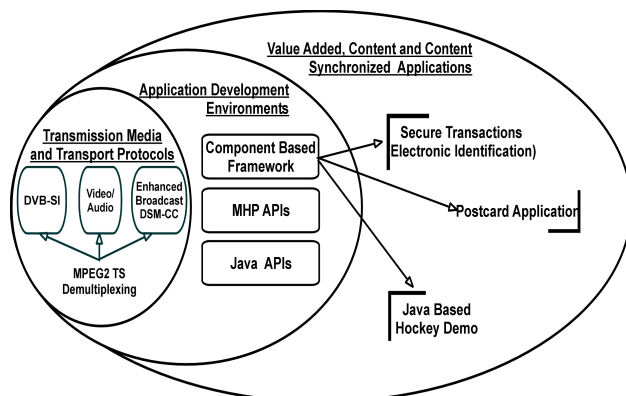 Value Added, Content and Content
Synchronized Applications
Application Development
Environments
Transmission Media
and Transport Protocols
DVB-SI
Video/
Audio
Enhanced
Broadcast
DSM-CC
MPEG2 TS
Demultiplexing
Component Based
Framework
MHP APIs
Java APIs
Secure Transactions
Electronic Identification)
Postcard Application
Java Based
Hockey Demo